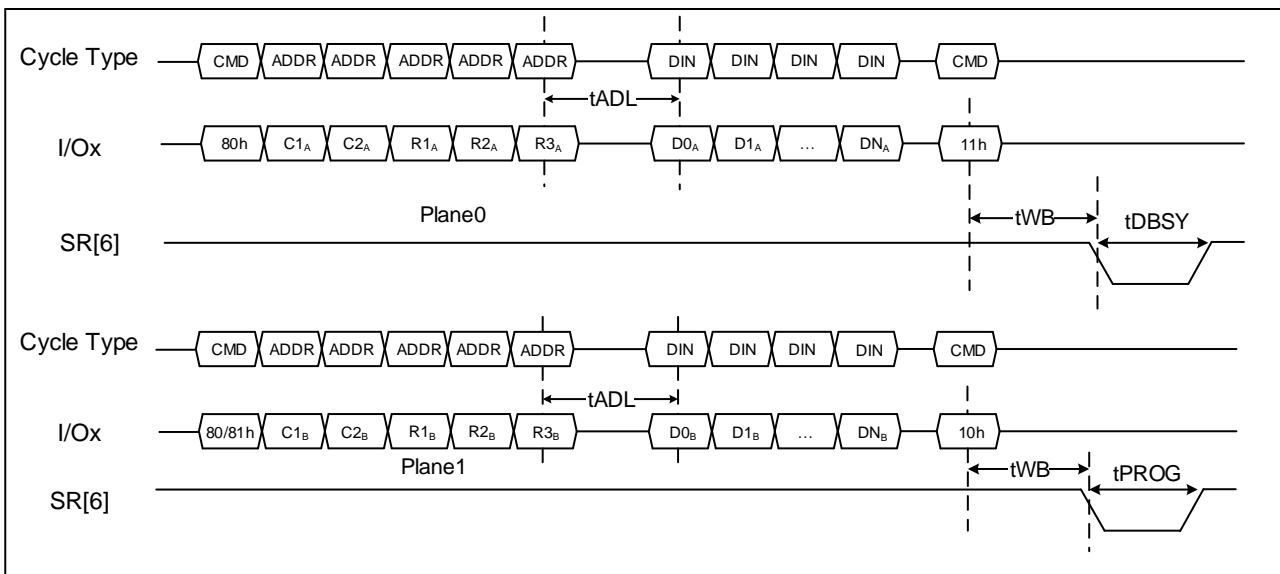 Cycle Type CMD ADDR ADDR ADDR ADDR ADDR DIN DIN DIN DIN CMD
tADL
I/Ox 80h C1A C2A R1A R2A R3A D0A D1A … DNA 11h
Plane0
tWB tDBSY
SR[6]
Cycle Type CMD ADDR ADDR ADDR ADDR ADDR DIN DIN DIN DIN CMD
tADL
I/Ox 80/81h C1B C2B R1B R2B R3B D0B D1B … DNB 10h
Plane1
tWB tPROG
SR[6]